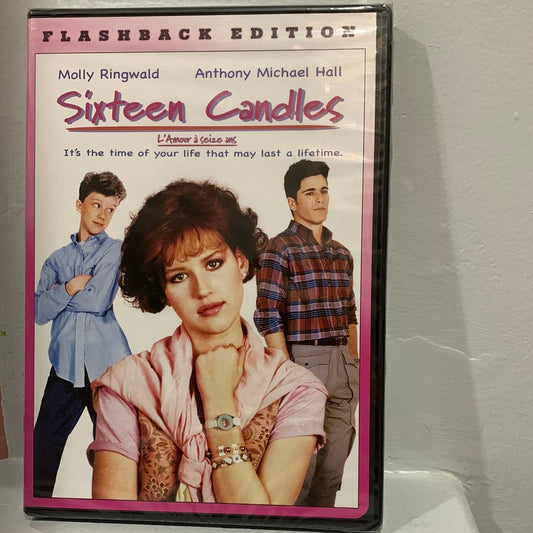 FLASHBACK EDITION
Molly Ringwald Anthony Michael Hall
Sixteen Candles
L'Amour à seize ans
It's the time of your life that may last a lifetime.